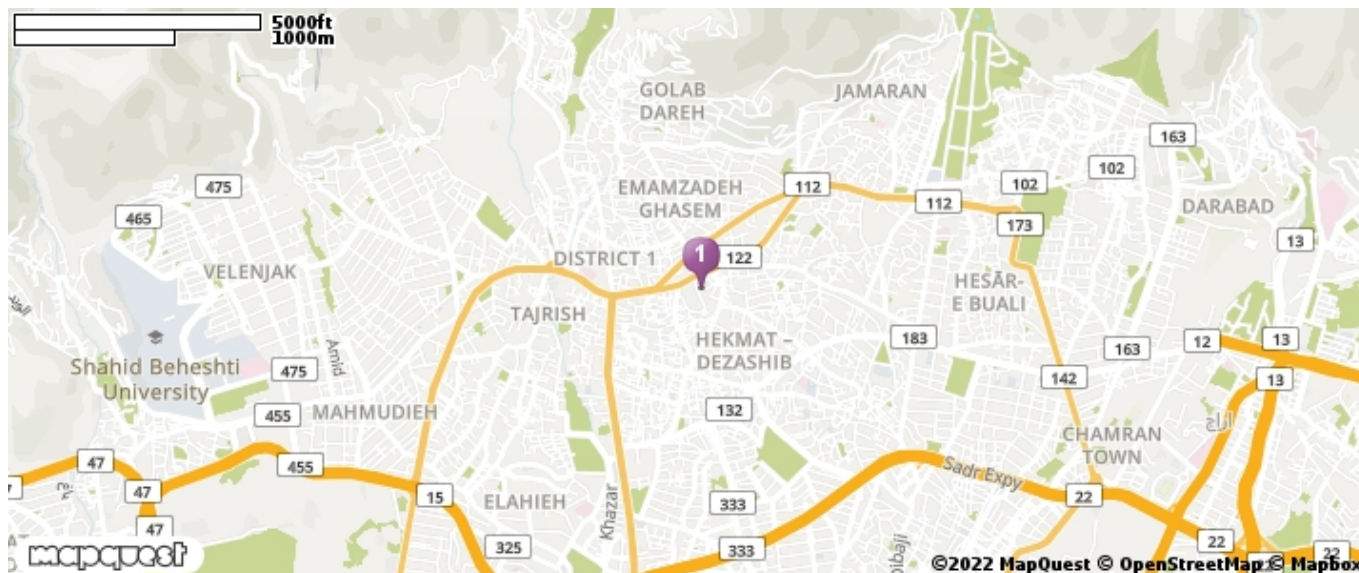 5000ft
1000m
GOLAB
DAREH
JAMARAN
163
102
102
475
112
EMAMZADEH
GHASEM
112
DARABAD
465
173
13
DISTRICT 1
1
122
VELENJAK
HESĀR-
E BUALI
TAJRISH
Amid
HEKMAT –
DEZASHIB
183
163
12
13
Shahid Beheshti
University
475
142
13
455
MAHMUDIEH
132
CHAMRAN
TOWN
اراج
47
455
Sadr Expy
47
15
ELAHIEH
Khazar
333
22
باغ
47
325
333
22
22
mapquest
©2022 MapQuest © OpenStreetMap © Mapbox